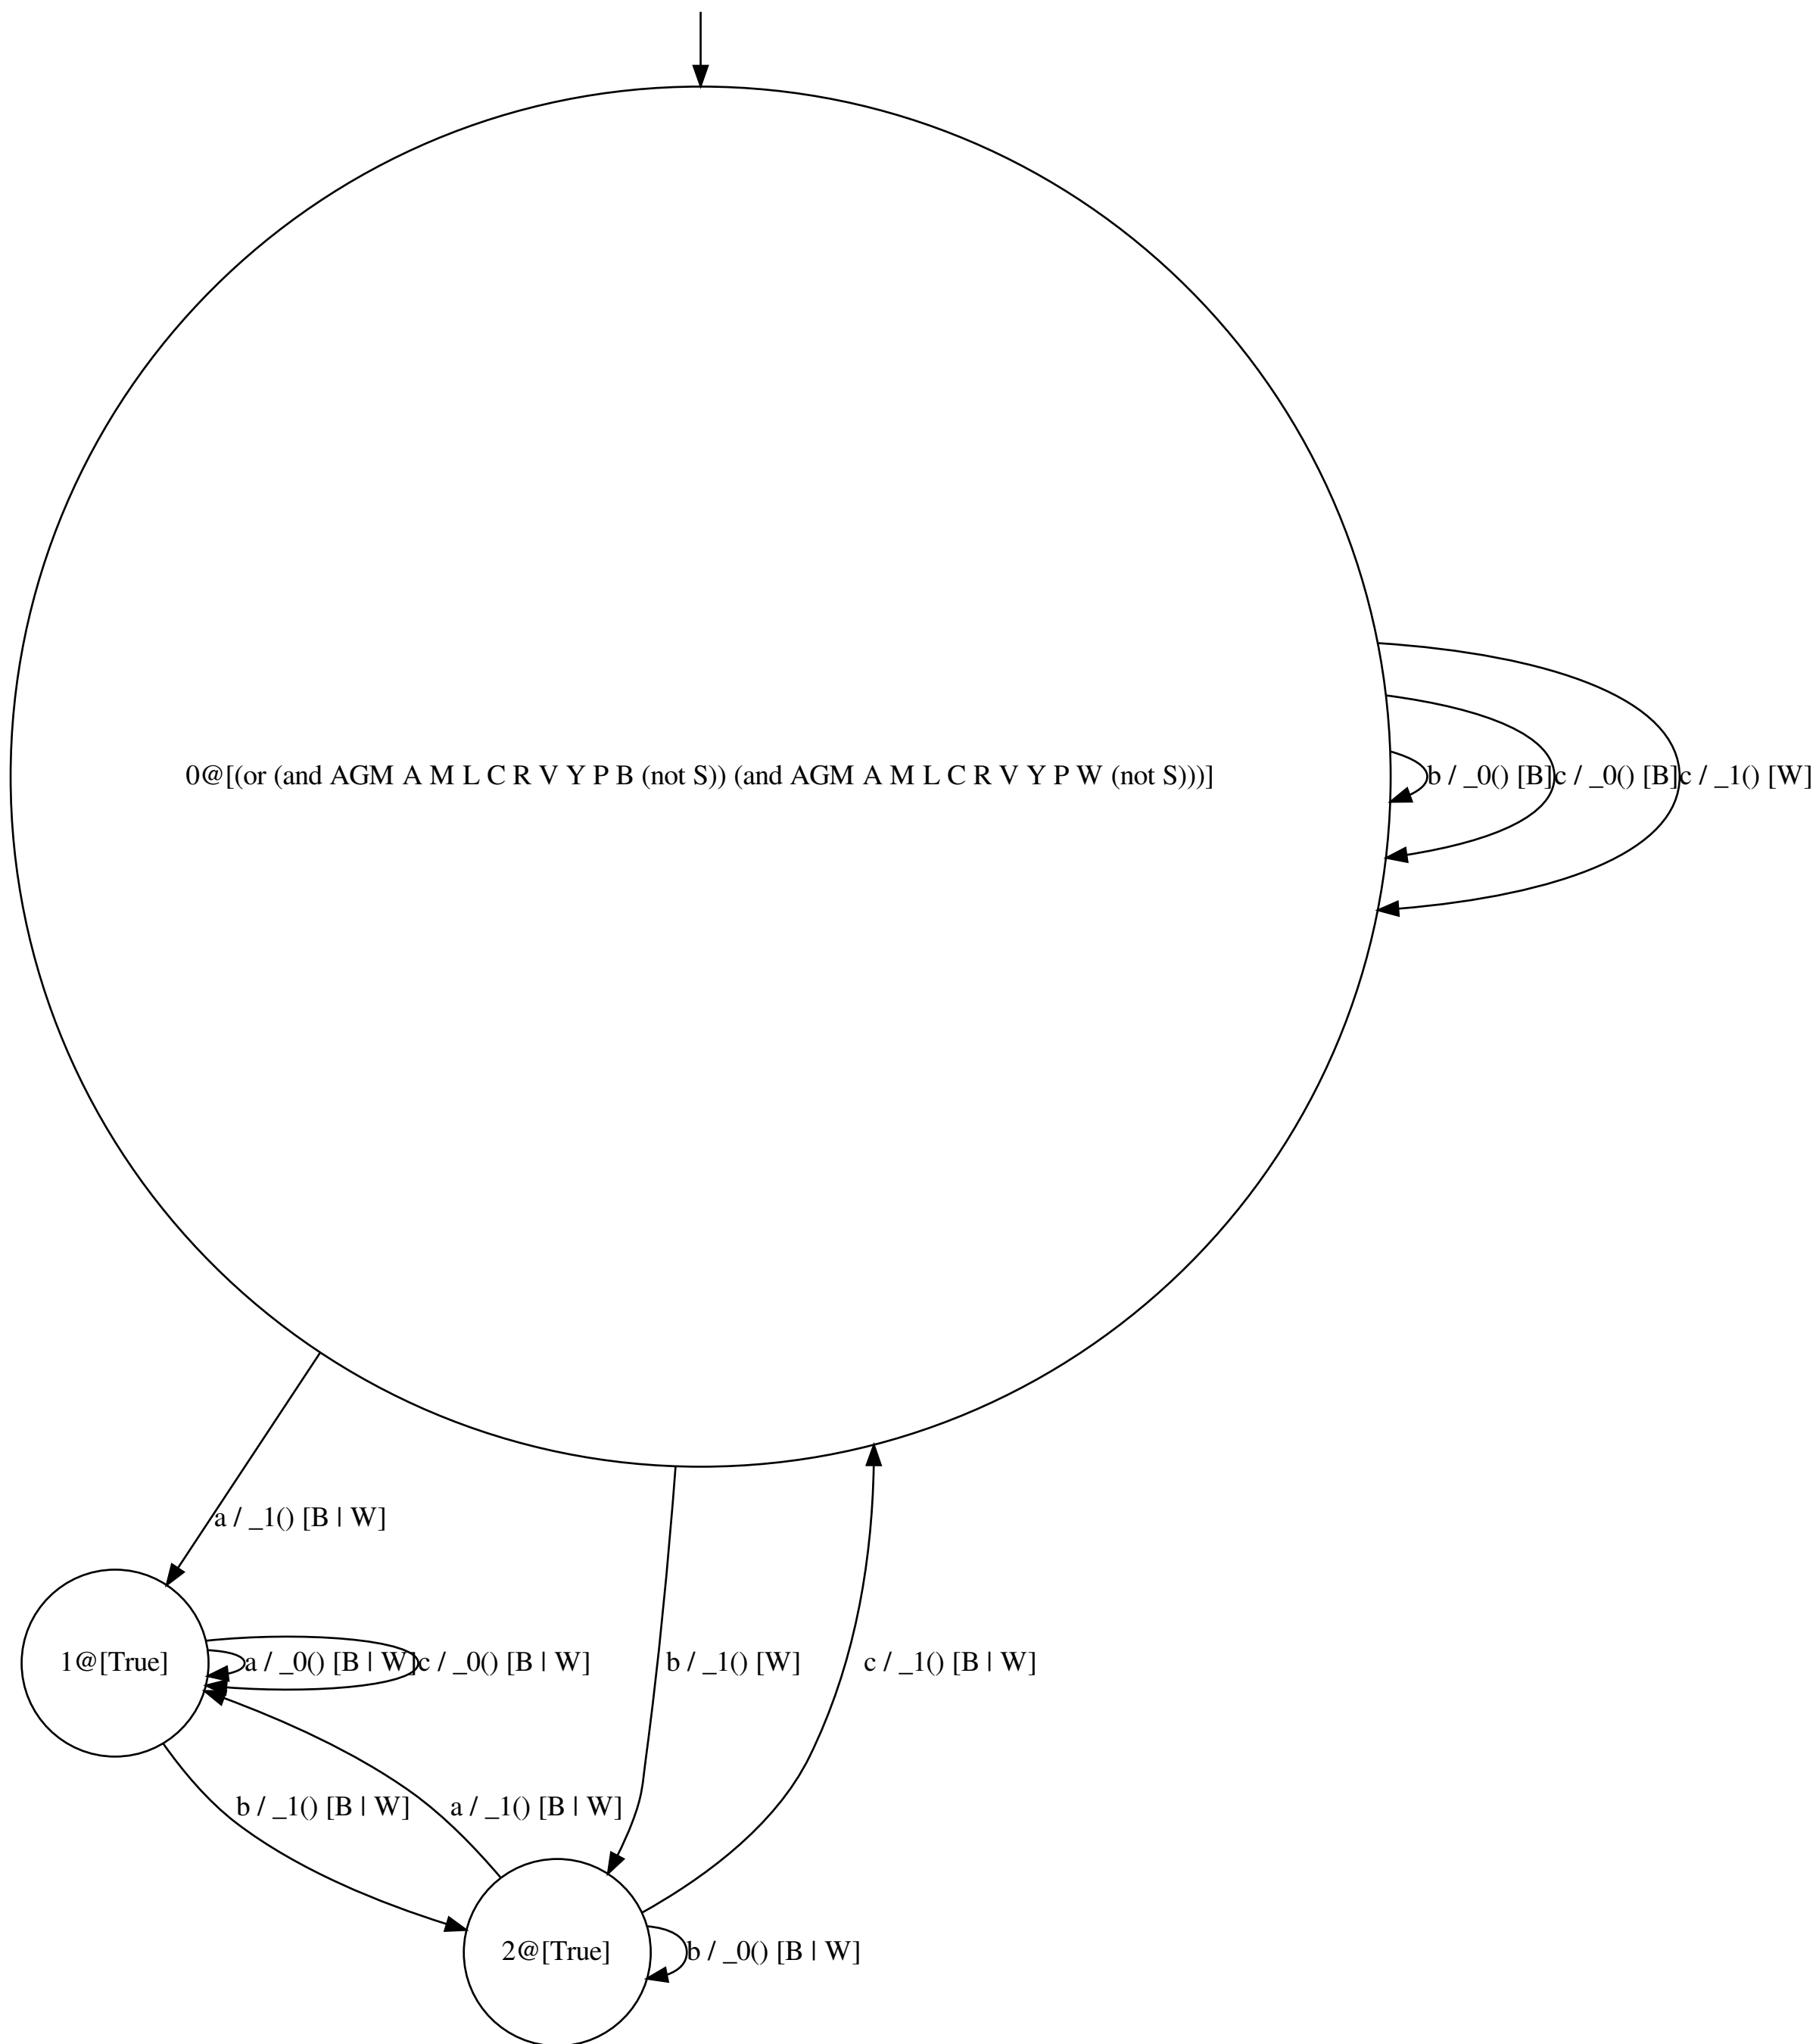 0@[(or (and AGM A M L C R V Y P B (not S)) (and AGM A M L C R V Y P W (not S)))]
b / _0() [B]
c / _0() [B]
c / _1() [W]
a / _1() [B | W]
1@[True]
a / _0() [B | W]
c / _0() [B | W]
b / _1() [W]
c / _1() [B | W]
b / _1() [B | W]
a / _1() [B | W]
2@[True]
b / _0() [B | W]